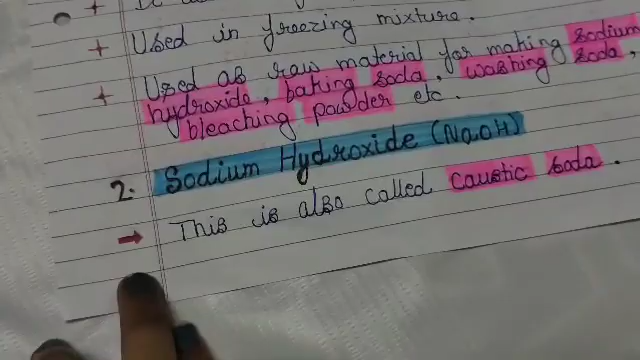 + Used in freezing mixture.
+ Used as raw material for making sodium
hydroxide, baking soda, washing soda,
bleaching powder etc.
2. Sodium Hydroxide (NaOH)
→ This is also called caustic soda.